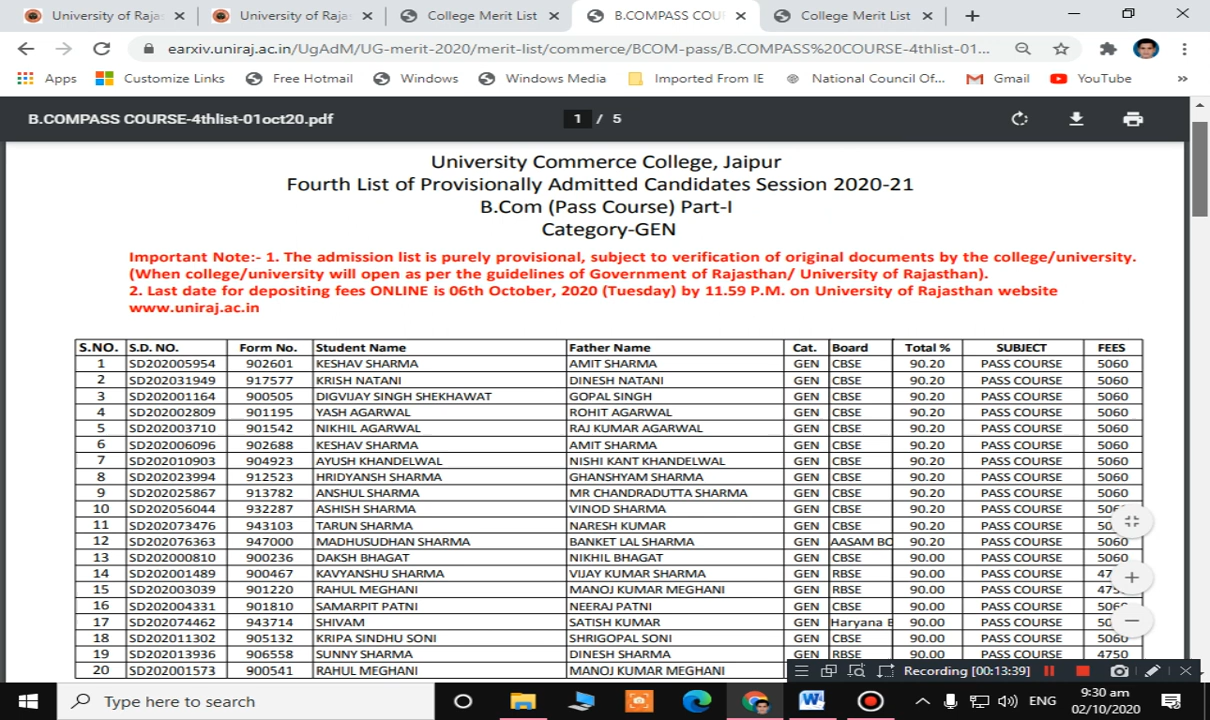 University of Raja
University of Raja
College Merit List
B.COMPASS COU
College Merit List
earxiv.uniraj.ac.in/UgAdM/UG-merit-2020/merit-list/commerce/BCOM-pass/B.COMPASS%20COURSE-4thlist-01...
Apps Customize Links Free Hotmail Windows Windows Media Imported From IE National Council Of... Gmail YouTube »
B.COMPASS COURSE-4thlist-01oct20.pdf 1 / 5
University Commerce College, Jaipur
Fourth List of Provisionally Admitted Candidates Session 2020-21
B.Com (Pass Course) Part-I
Category-GEN
Important Note:- 1. The admission list is purely provisional, subject to verification of original documents by the college/university.
(When college/university will open as per the guidelines of Government of Rajasthan/ University of Rajasthan).
2. Last date for depositing fees ONLINE is 06th October, 2020 (Tuesday) by 11.59 P.M. on University of Rajasthan website
www.uniraj.ac.in
S.NO. S.D. NO. Form No. Student Name Father Name Cat. Board Total % SUBJECT FEES
1 SD202005954 902601 KESHAV SHARMA AMIT SHARMA GEN CBSE 90.20 PASS COURSE 5060
2 SD202031949 917577 KRISH NATANI DINESH NATANI GEN CBSE 90.20 PASS COURSE 5060
3 SD202001164 900505 DIGVIJAY SINGH SHEKHAWAT GOPAL SINGH GEN CBSE 90.20 PASS COURSE 5060
4 SD202002809 901195 YASH AGARWAL ROHIT AGARWAL GEN CBSE 90.20 PASS COURSE 5060
5 SD202003710 901542 NIKHIL AGARWAL RAJ KUMAR AGARWAL GEN CBSE 90.20 PASS COURSE 5060
6 SD202006096 902688 KESHAV SHARMA AMIT SHARMA GEN CBSE 90.20 PASS COURSE 5060
7 SD202010903 904923 AYUSH KHANDELWAL NISHI KANT KHANDELWAL GEN CBSE 90.20 PASS COURSE 5060
8 SD202023994 912523 HRIDYANSH SHARMA GHANSHYAM SHARMA GEN CBSE 90.20 PASS COURSE 5060
9 SD202025867 913782 ANSHUL SHARMA MR CHANDRADUTTA SHARMA GEN CBSE 90.20 PASS COURSE 5060
10 SD202056044 932287 ASHISH SHARMA VINOD SHARMA GEN CBSE 90.20 PASS COURSE 506
11 SD202073476 943103 TARUN SHARMA NARESH KUMAR GEN CBSE 90.20 PASS COURSE 50
12 SD202076363 947000 MADHUSUDHAN SHARMA BANKET LAL SHARMA GEN AASAM BO 90.20 PASS COURSE 5060
13 SD202000810 900236 DAKSH BHAGAT NIKHIL BHAGAT GEN CBSE 90.00 PASS COURSE 5060
14 SD202001489 900467 KAVYANSHU SHARMA VIJAY KUMAR SHARMA GEN RBSE 90.00 PASS COURSE 47
15 SD202003039 901220 RAHUL MEGHANI MANOJ KUMAR MEGHANI GEN RBSE 90.00 PASS COURSE 475
16 SD202004331 901810 SAMARPIT PATNI NEERAJ PATNI GEN CBSE 90.00 PASS COURSE 506
17 SD202074462 943714 SHIVAM SATISH KUMAR GEN Haryana B 90.00 PASS COURSE 50
18 SD202011302 905132 KRIPA SINDHU SONI SHRIGOPAL SONI GEN CBSE 90.00 PASS COURSE 5060
19 SD202013936 906558 SUNNY SHARMA DINESH SHARMA GEN RBSE 90.00 PASS COURSE 4750
20 SD202001573 900541 RAHUL MEGHANI MANOJ KUMAR MEGHANI
Recording [00:13:39]
Type here to search
ENG
9:30 am
02/10/2020